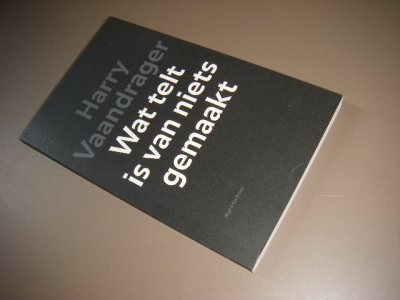 Harry
Vaandrager
Wat telt
is van niets
gemaakt